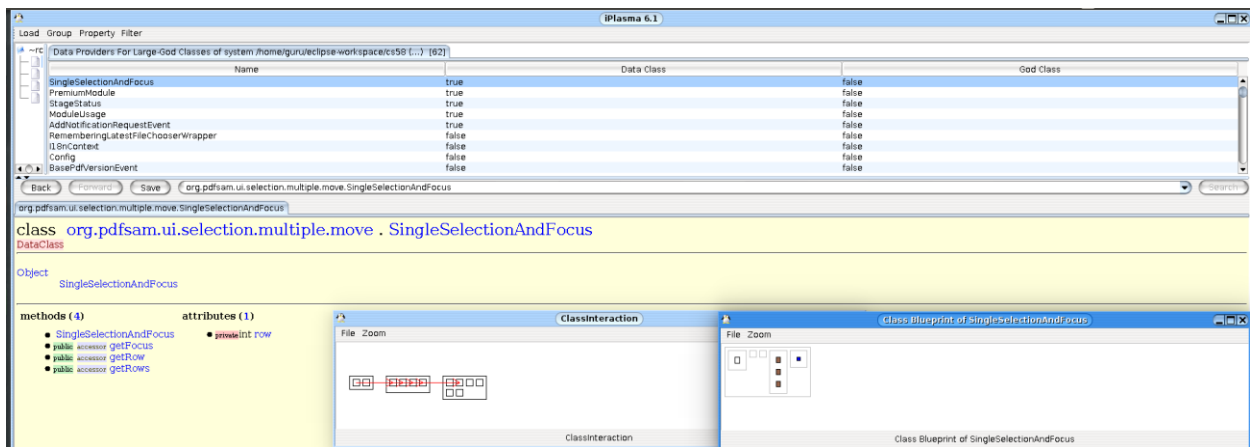 iPlasma 6.1
Load Group Property Filter
~rc Data Providers For Large-God Classes of system /home/guru/eclipse-workspace/cs58 (...) [62]
Name Data Class God Class
SingleSelectionAndFocus true false
PremiumModule true false
StageStatus true false
ModuleUsage true false
AddNotificationRequestEvent true false
RememberingLatestFileChooserWrapper false false
I18nContext false false
Config false false
BasePdfVersionEvent false false
Back Forward Save org.pdfsam.ui.selection.multiple.move.SingleSelectionAndFocus Search
org.pdfsam.ui.selection.multiple.move.SingleSelectionAndFocus
class org.pdfsam.ui.selection.multiple.move . SingleSelectionAndFocus
DataClass
Object
SingleSelectionAndFocus
methods (4) attributes (1)
SingleSelectionAndFocus private int row
public accessor getFocus
public accessor getRow
public accessor getRows
ClassInteraction
File Zoom
ClassInteraction
Class Blueprint of SingleSelectionAndFocus
File Zoom
Class Blueprint of SingleSelectionAndFocus